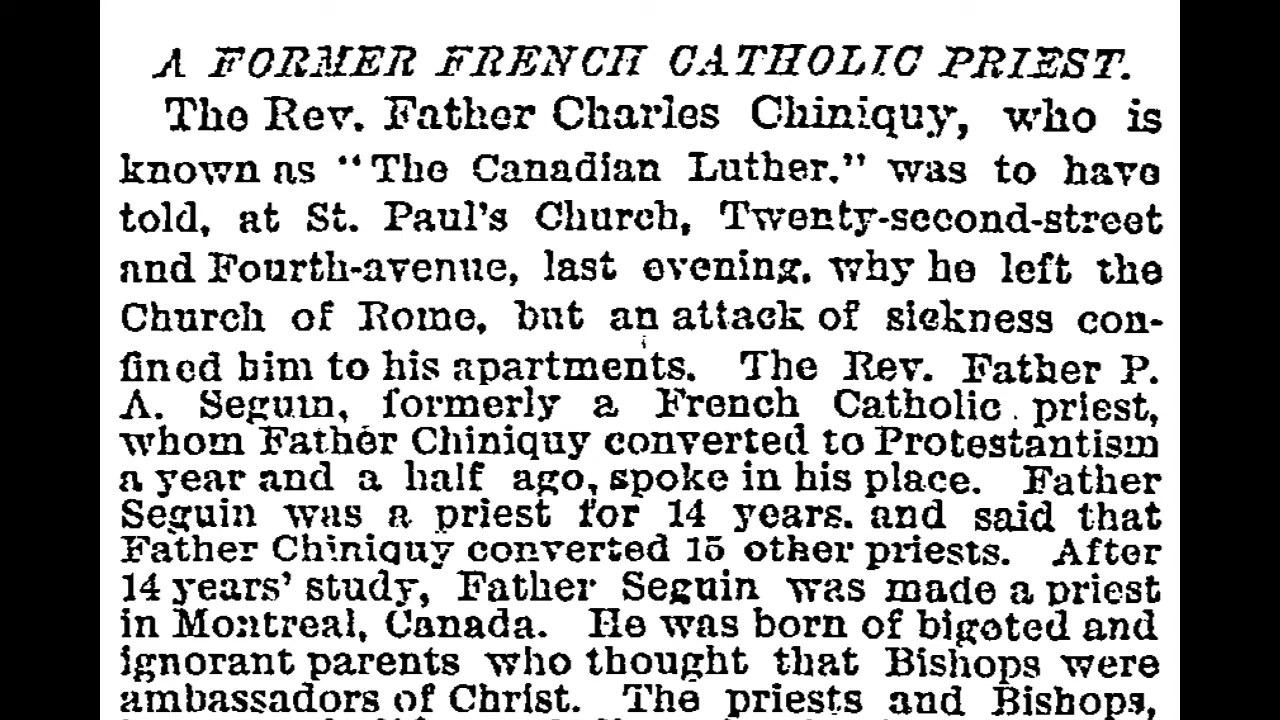 A FORMER FRENCH CATHOLIC PRIEST.
The Rev. Father Charles Chiniquy, who is
known as "The Canadian Luther." was to have
told, at St. Paul's Church, Twenty-second-street
and Fourth-avenue, last evening, why he left the
Church of Rome, but an attack of sickness con-
fined him to his apartments. The Rev. Father P.
A. Seguin, formerly a French Catholic priest,
whom Father Chiniquy converted to Protestantism
a year and a half ago, spoke in his place. Father
Seguin was a priest for 14 years, and said that
Father Chiniquy converted 15 other priests. After
14 years' study, Father Seguin was made a priest
in Montreal, Canada. He was born of bigoted and
ignorant parents who thought that Bishops were
ambassadors of Christ. The priests and Bishops,